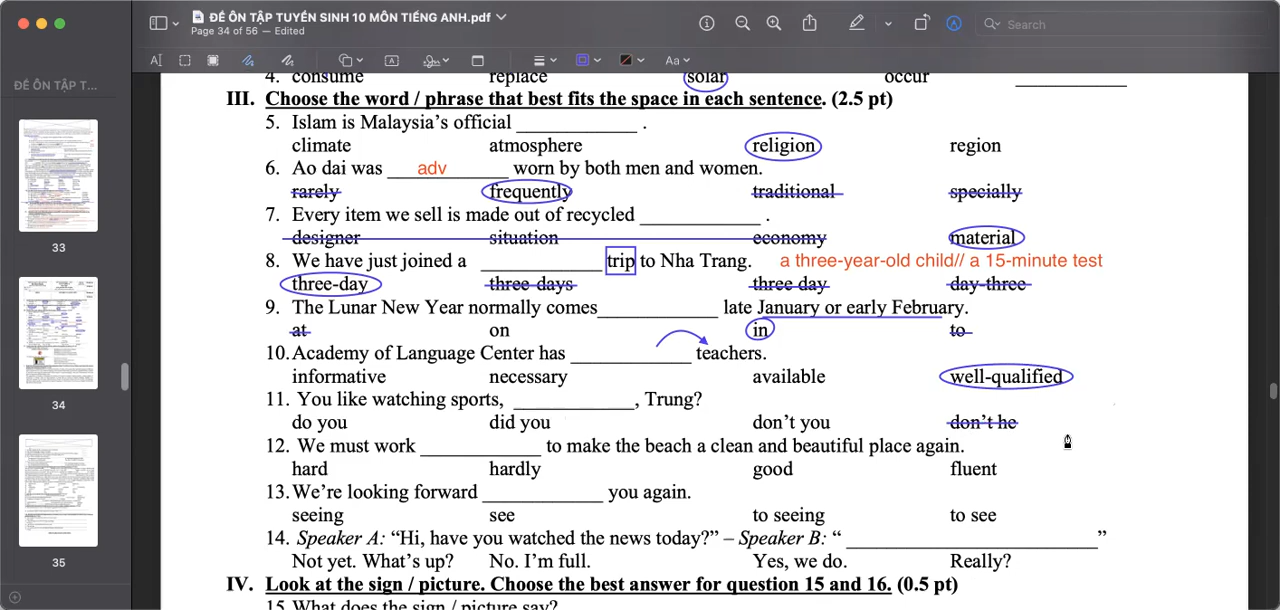 ĐỀ ÔN TẬP TUYỂN SINH 10 MÔN TIẾNG ANH.pdf
Page 34 of 56 — Edited
Search
Aa
ĐỀ ÔN TẬP T...
33
34
35
4. consume replace solar occur
III. Choose the word / phrase that best fits the space in each sentence. (2.5 pt)
5. Islam is Malaysia's official ____________ .
climate atmosphere religion region
6. Ao dai was ____adv____ worn by both men and women.
rarely frequently traditional specially
7. Every item we sell is made out of recycled ____________ .
designer situation economy material
8. We have just joined a ____________ trip to Nha Trang. a three-year-old child// a 15-minute test
three-day three days three day day-three
9. The Lunar New Year normally comes____________ late January or early February.
at on in to
10. Academy of Language Center has ____________ teachers.
informative necessary available well-qualified
11. You like watching sports, ____________, Trung?
do you did you don't you don't he
12. We must work ____________ to make the beach a clean and beautiful place again.
hard hardly good fluent
13. We're looking forward ____________ you again.
seeing see to seeing to see
14. Speaker A: “Hi, have you watched the news today?” – Speaker B: “ _________________________”
Not yet. What's up? No. I'm full. Yes, we do. Really?
IV. Look at the sign / picture. Choose the best answer for question 15 and 16. (0.5 pt)
15. What does the sign / picture say?